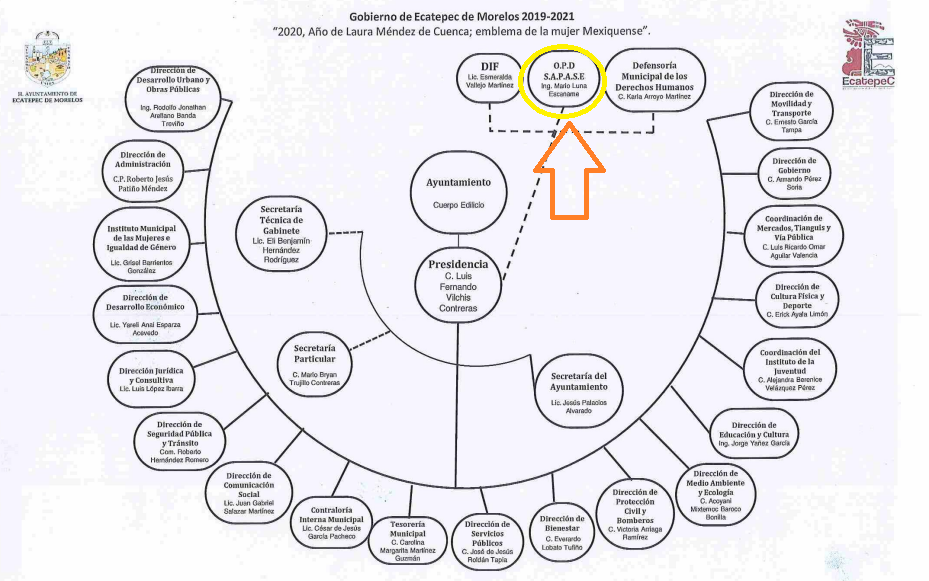 Gobierno de Ecatepec de Morelos 2019-2021
"2020, Año de Laura Méndez de Cuenca; emblema de la mujer Mexiquense".
H. AYUNTAMIENTO DE
ECATEPEC DE MORELOS
EcatepeC
DIF
Lic. Esmeralda
Vallejo Martínez
O.P.D
S.A.P.A.S.E
Ing. Mario Luna
Escaname
Defensoría
Municipal de los
Derechos Humanos
C. Karla Arroyo Martínez
Ayuntamiento
Cuerpo Edilicio
Presidencia
C. Luis
Fernando
Vilchis
Contreras
Secretaría
Técnica de
Gabinete
Lic. Eli Benjamín
Hernández
Rodríguez
Secretaría
Particular
C. Mario Bryan
Trujillo Contreras
Secretaría del
Ayuntamiento
Lic. Jesús Palacios
Alvarado
Dirección de
Desarrollo Urbano y
Obras Públicas
Ing. Rodolfo Jonathan
Arellano Banda
Treviño
Dirección de
Administración
C.P. Roberto Jesús
Patiño Méndez
Instituto Municipal
de las Mujeres e
Igualdad de Género
Lic. Grisel Barrientos
González
Dirección de
Desarrollo Económico
Lic. Yareli Anai Esparza
Acevedo
Dirección Jurídica
y Consultiva
Lic. Luis López Ibarra
Dirección de
Seguridad Pública
y Tránsito
Com. Roberto
Hernández Romero
Dirección de
Comunicación
Social
Lic. Juan Gabriel
Salazar Martínez
Contraloría
Interna Municipal
Lic. César de Jesús
García Pacheco
Tesorería
Municipal
C. Carolina
Margarita Martínez
Guzmán
Dirección de
Servicios
Públicos
C. José de Jesús
Roldán Tapia
Dirección de
Bienestar
C. Everardo
Lobato Tufiño
Dirección de
Protección
Civil y
Bomberos
C. Victoria Arriaga
Ramírez
Dirección de
Medio Ambiente
y Ecología
C. Acoyani
Mixtemoc Baroco
Bonilla
Dirección de
Educación y Cultura
Ing. Jorge Yañez García
Coordinación del
Instituto de la
Juventud
C. Alejandra Berenice
Velázquez Pérez
Dirección de
Cultura Física y
Deporte
C. Erick Ayala Limón
Coordinación de
Mercados, Tianguis y
Vía Pública
C. Luis Ricardo Omar
Aguilar Valencia
Dirección de
Gobierno
C. Armando Pérez
Soria
Dirección de
Movilidad y
Transporte
C. Ernesto García
Tampa